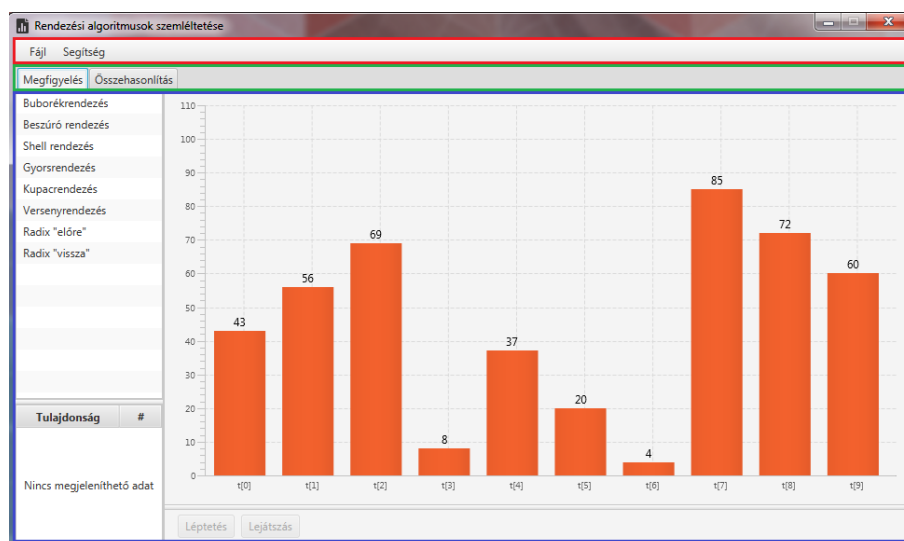 Rendezési algoritmusok szemléltetése
Fájl Segítség
Megfigyelés Összehasonlítás
Buborékrendezés
Beszúró rendezés
Shell rendezés
Gyorsrendezés
Kupacrendezés
Versenyrendezés
Radix "előre"
Radix "vissza"
Tulajdonság #
Nincs megjeleníthető adat
110
100
90
80
70
60
50
40
30
20
10
0
43
56
69
8
37
20
4
85
72
60
t[0] t[1] t[2] t[3] t[4] t[5] t[6] t[7] t[8] t[9]
Léptetés Lejátszás